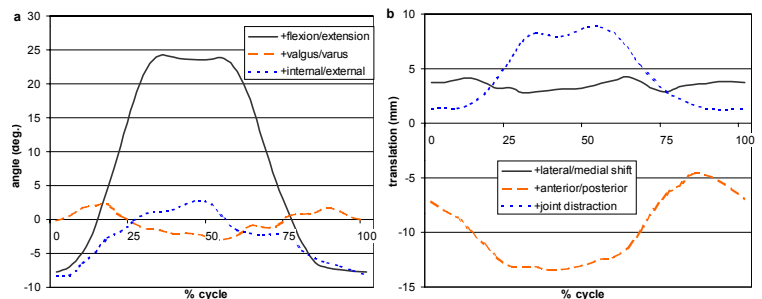 a
30
25
20
15
10
5
0
-5
-10
angle (deg.)
+flexion/extension
+valgus/varus
+internal/external
0
25
50
75
100
% cycle
b
10
5
0
-5
-10
-15
translation (mm)
0
25
50
75
100
+lateral/medial shift
+anterior/posterior
+joint distraction
% cycle